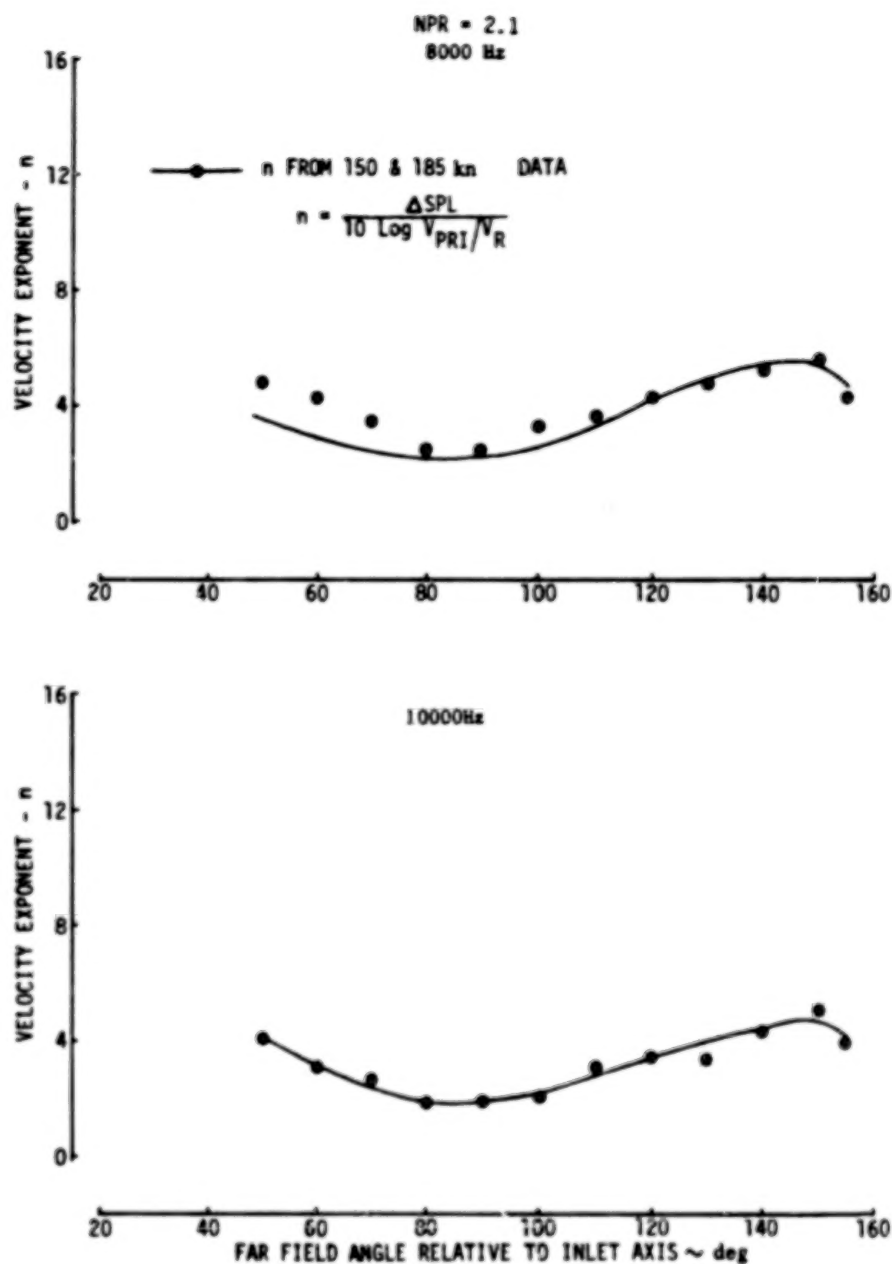 NPR = 2.1
8000 Hz
16
12
8
4
0
VELOCITY EXPONENT - n
n FROM 150 & 185 kn DATA
n = ΔSPL / 10 Log V_PRI/V_R
20 40 60 80 100 120 140 160
10000Hz
16
12
8
4
0
VELOCITY EXPONENT - n
20 40 60 80 100 120 140 160
FAR FIELD ANGLE RELATIVE TO INLET AXIS ~ deg